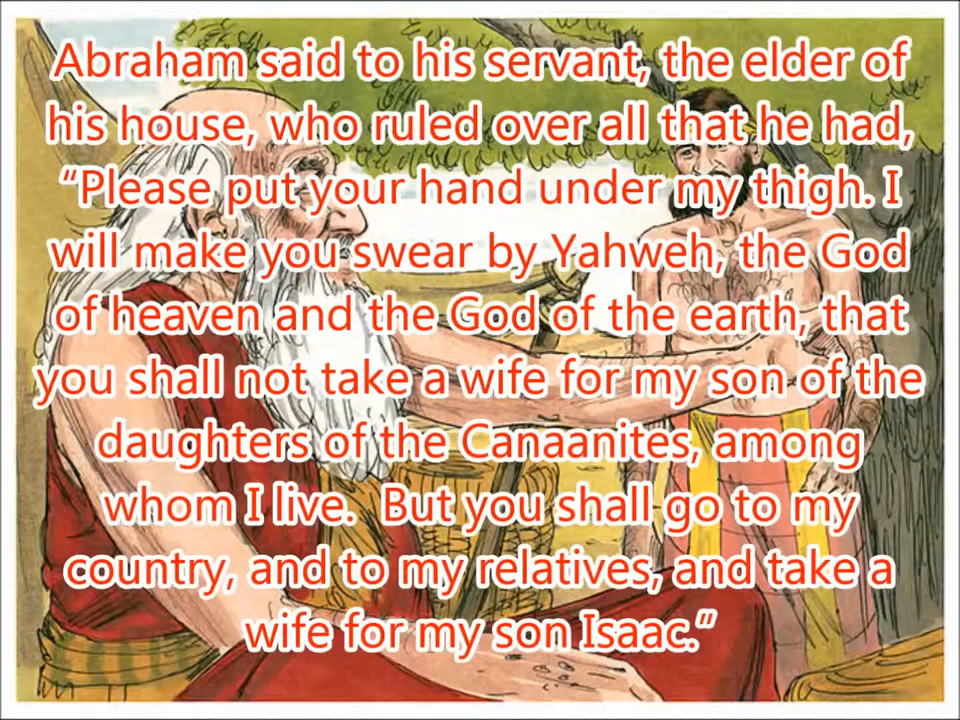 Abraham said to his servant, the elder of
his house, who ruled over all that he had,
“Please put your hand under my thigh. I
will make you swear by Yahweh, the God
of heaven and the God of the earth, that
you shall not take a wife for my son of the
daughters of the Canaanites, among
whom I live.  But you shall go to my
country, and to my relatives, and take a
wife for my son Isaac.”